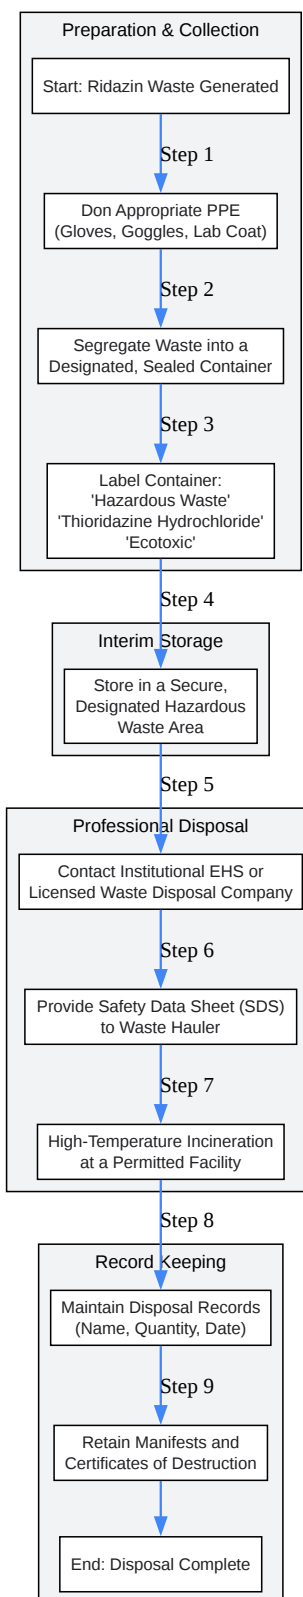 Preparation & Collection
Start: Ridazin Waste Generated
Step 1
Don Appropriate PPE
(Gloves, Goggles, Lab Coat)
Step 2
Segregate Waste into a
Designated, Sealed Container
Step 3
Label Container:
'Hazardous Waste'
'Thioridazine Hydrochloride'
'Ecotoxic'
Step 4
Interim Storage
Store in a Secure,
Designated Hazardous
Waste Area
Step 5
Professional Disposal
Contact Institutional EHS or
Licensed Waste Disposal Company
Step 6
Provide Safety Data Sheet (SDS)
to Waste Hauler
Step 7
High-Temperature Incineration
at a Permitted Facility
Step 8
Record Keeping
Maintain Disposal Records
(Name, Quantity, Date)
Step 9
Retain Manifests and
Certificates of Destruction
End: Disposal Complete